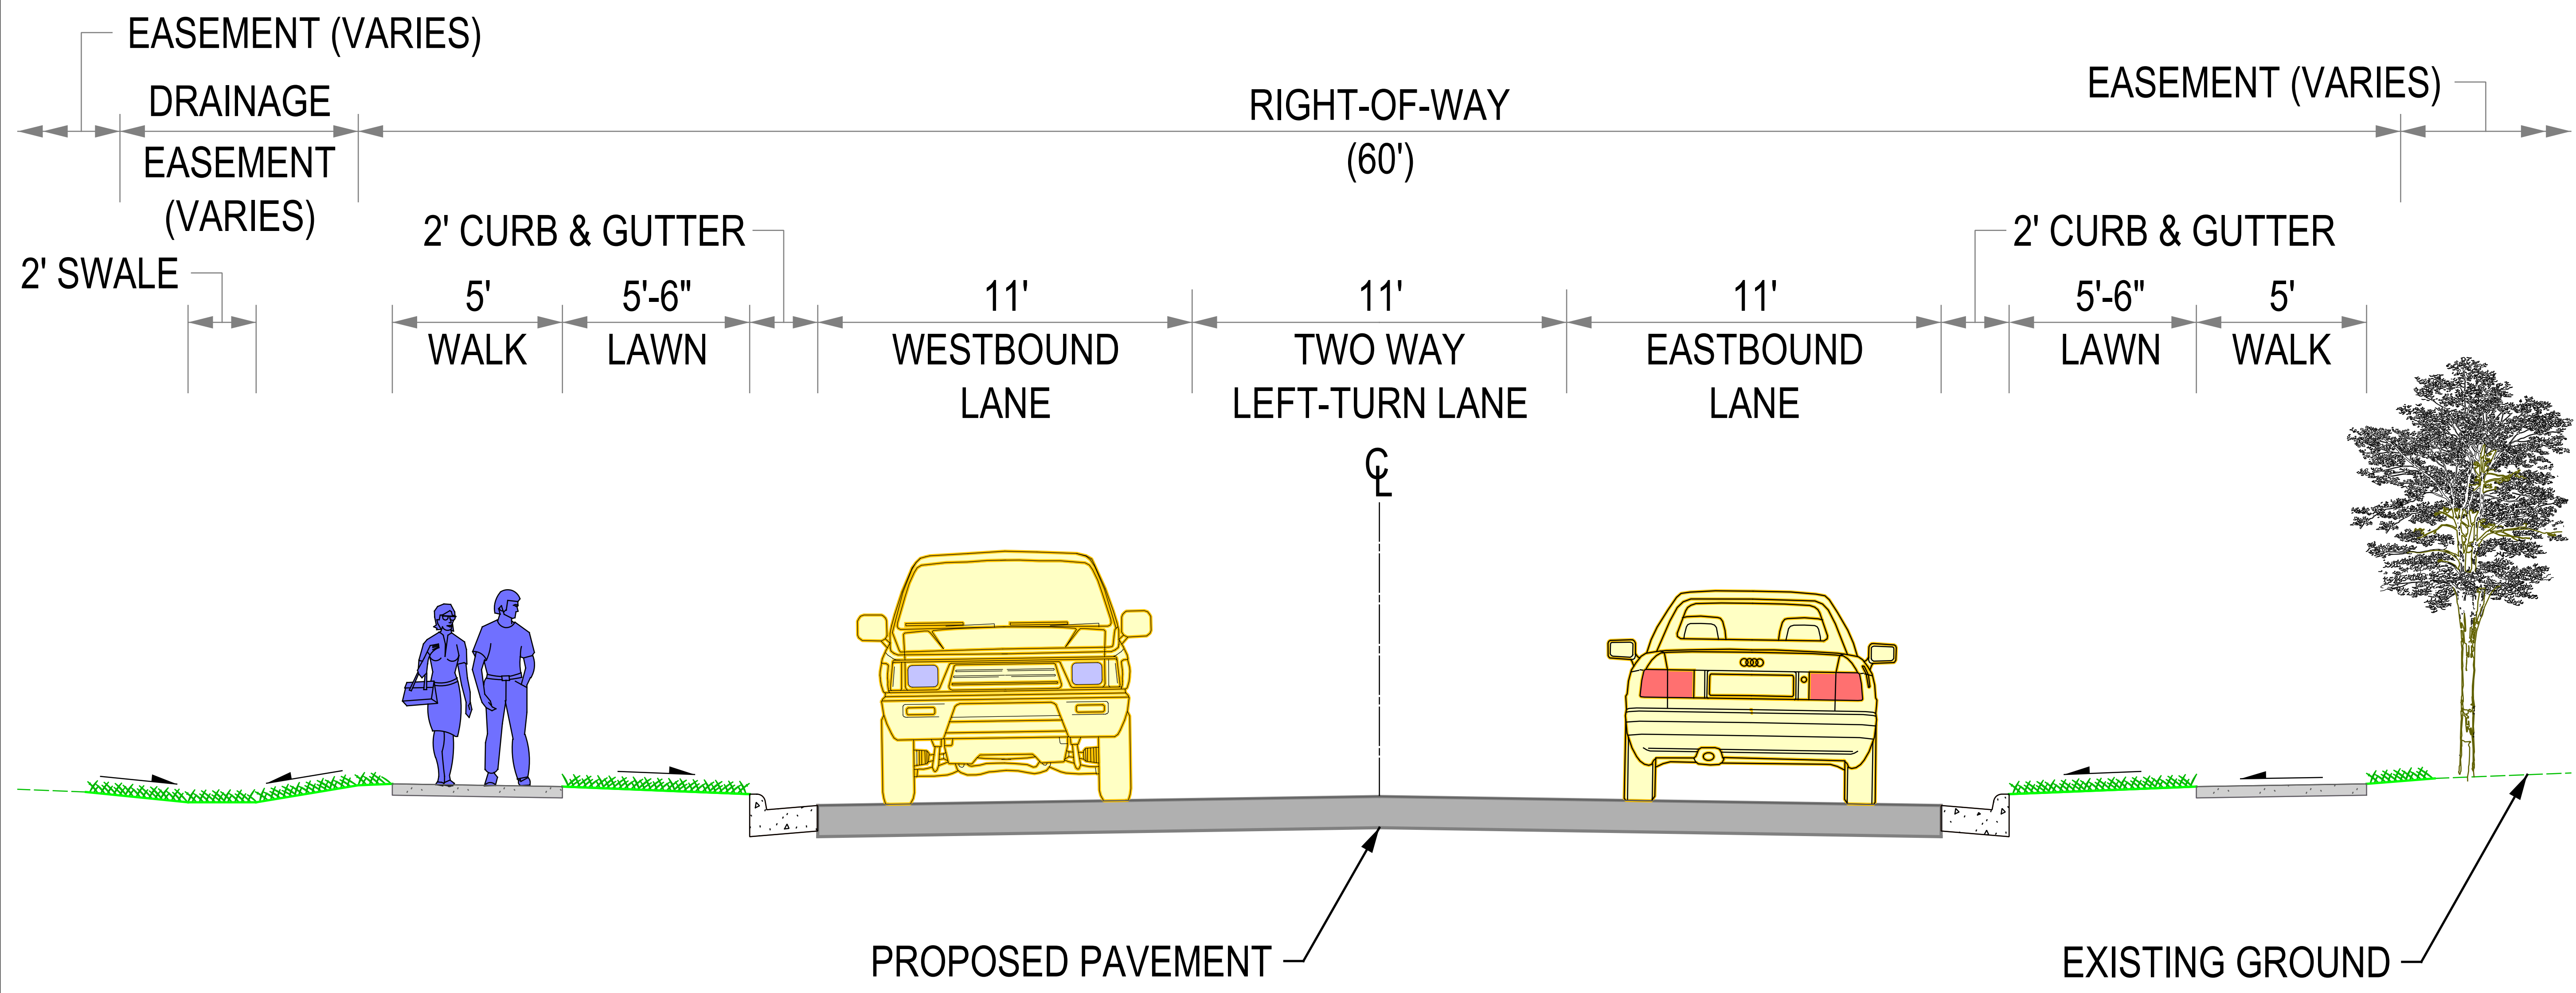 EASEMENT (VARIES)
DRAINAGE
EASEMENT
(VARIES)
RIGHT-OF-WAY
(60')
EASEMENT (VARIES)
2' SWALE
2' CURB & GUTTER
2' CURB & GUTTER
5'
WALK
5'-6"
LAWN
11'
WESTBOUND
LANE
11'
TWO WAY
LEFT-TURN LANE
11'
EASTBOUND
LANE
5'-6"
LAWN
5'
WALK
CL
PROPOSED PAVEMENT
EXISTING GROUND